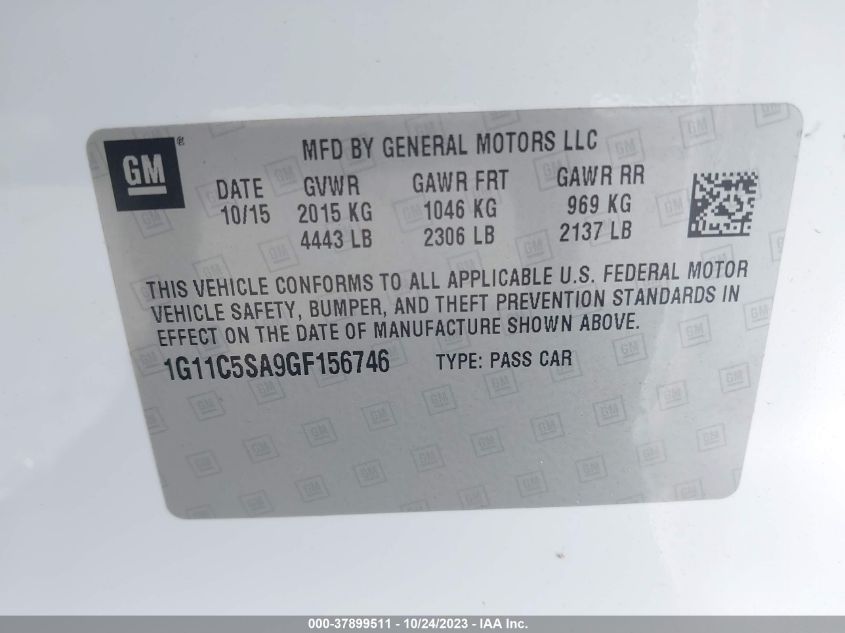 GM ®
MFD BY GENERAL MOTORS LLC
DATE GVWR GAWR FRT GAWR RR
10/15 2015 KG 1046 KG 969 KG
4443 LB 2306 LB 2137 LB
THIS VEHICLE CONFORMS TO ALL APPLICABLE U.S. FEDERAL MOTOR
VEHICLE SAFETY, BUMPER, AND THEFT PREVENTION STANDARDS IN
EFFECT ON THE DATE OF MANUFACTURE SHOWN ABOVE.
1G11C5SA9GF156746 TYPE: PASS CAR
000-37899511 - 10/24/2023 - IAA Inc.